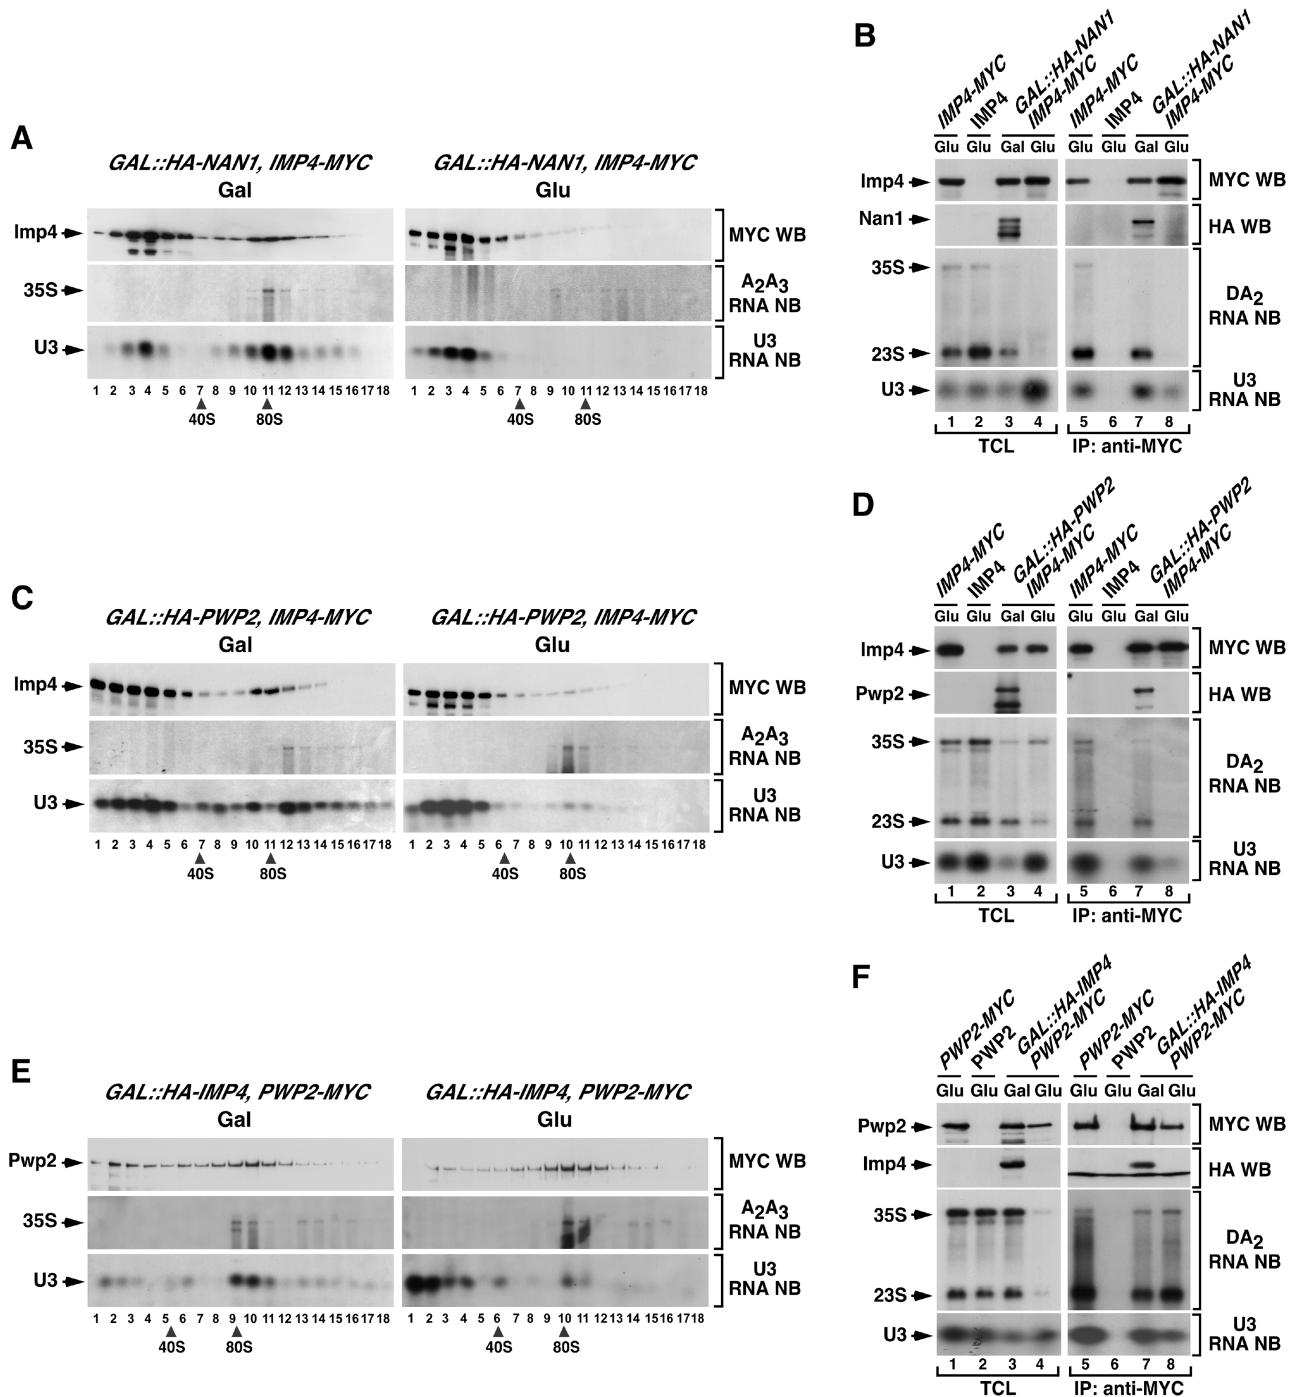 A
GAL::HA-NAN1, IMP4-MYC
Gal
GAL::HA-NAN1, IMP4-MYC
Glu
Imp4
MYC WB
35S
A2A3
RNA NB
U3
U3
RNA NB
1 2 3 4 5 6 7 8 9 10 11 12 13 14 15 16 17 18
1 2 3 4 5 6 7 8 9 10 11 12 13 14 15 16 17 18
40S 80S
40S 80S
B
IMP4-MYC
IMP4
GAL::HA-NAN1
IMP4-MYC
IMP4-MYC
IMP4
GAL::HA-NAN1
IMP4-MYC
Glu Glu Gal Glu Glu Glu Gal Glu
Imp4
MYC WB
Nan1
HA WB
35S
DA2
RNA NB
23S
U3
U3
RNA NB
1 2 3 4 5 6 7 8
TCL
IP: anti-MYC
C
GAL::HA-PWP2, IMP4-MYC
Gal
GAL::HA-PWP2, IMP4-MYC
Glu
Imp4
MYC WB
35S
A2A3
RNA NB
U3
U3
RNA NB
1 2 3 4 5 6 7 8 9 10 11 12 13 14 15 16 17 18
1 2 3 4 5 6 7 8 9 10 11 12 13 14 15 16 17 18
40S 80S
40S 80S
D
IMP4-MYC
IMP4
GAL::HA-PWP2
IMP4-MYC
IMP4-MYC
IMP4
GAL::HA-PWP2
IMP4-MYC
Glu Glu Gal Glu Glu Glu Gal Glu
Imp4
MYC WB
Pwp2
HA WB
35S
DA2
RNA NB
23S
U3
U3
RNA NB
1 2 3 4 5 6 7 8
TCL
IP: anti-MYC
E
GAL::HA-IMP4, PWP2-MYC
Gal
GAL::HA-IMP4, PWP2-MYC
Glu
Pwp2
MYC WB
35S
A2A3
RNA NB
U3
U3
RNA NB
1 2 3 4 5 6 7 8 9 10 11 12 13 14 15 16 17 18
1 2 3 4 5 6 7 8 9 10 11 12 13 14 15 16 17 18
40S 80S
40S 80S
F
PWP2-MYC
PWP2
GAL::HA-IMP4
PWP2-MYC
PWP2-MYC
PWP2
GAL::HA-IMP4
PWP2-MYC
Glu Glu Gal Glu Glu Glu Gal Glu
Pwp2
MYC WB
Imp4
HA WB
35S
DA2
RNA NB
23S
U3
U3
RNA NB
1 2 3 4 5 6 7 8
TCL
IP: anti-MYC